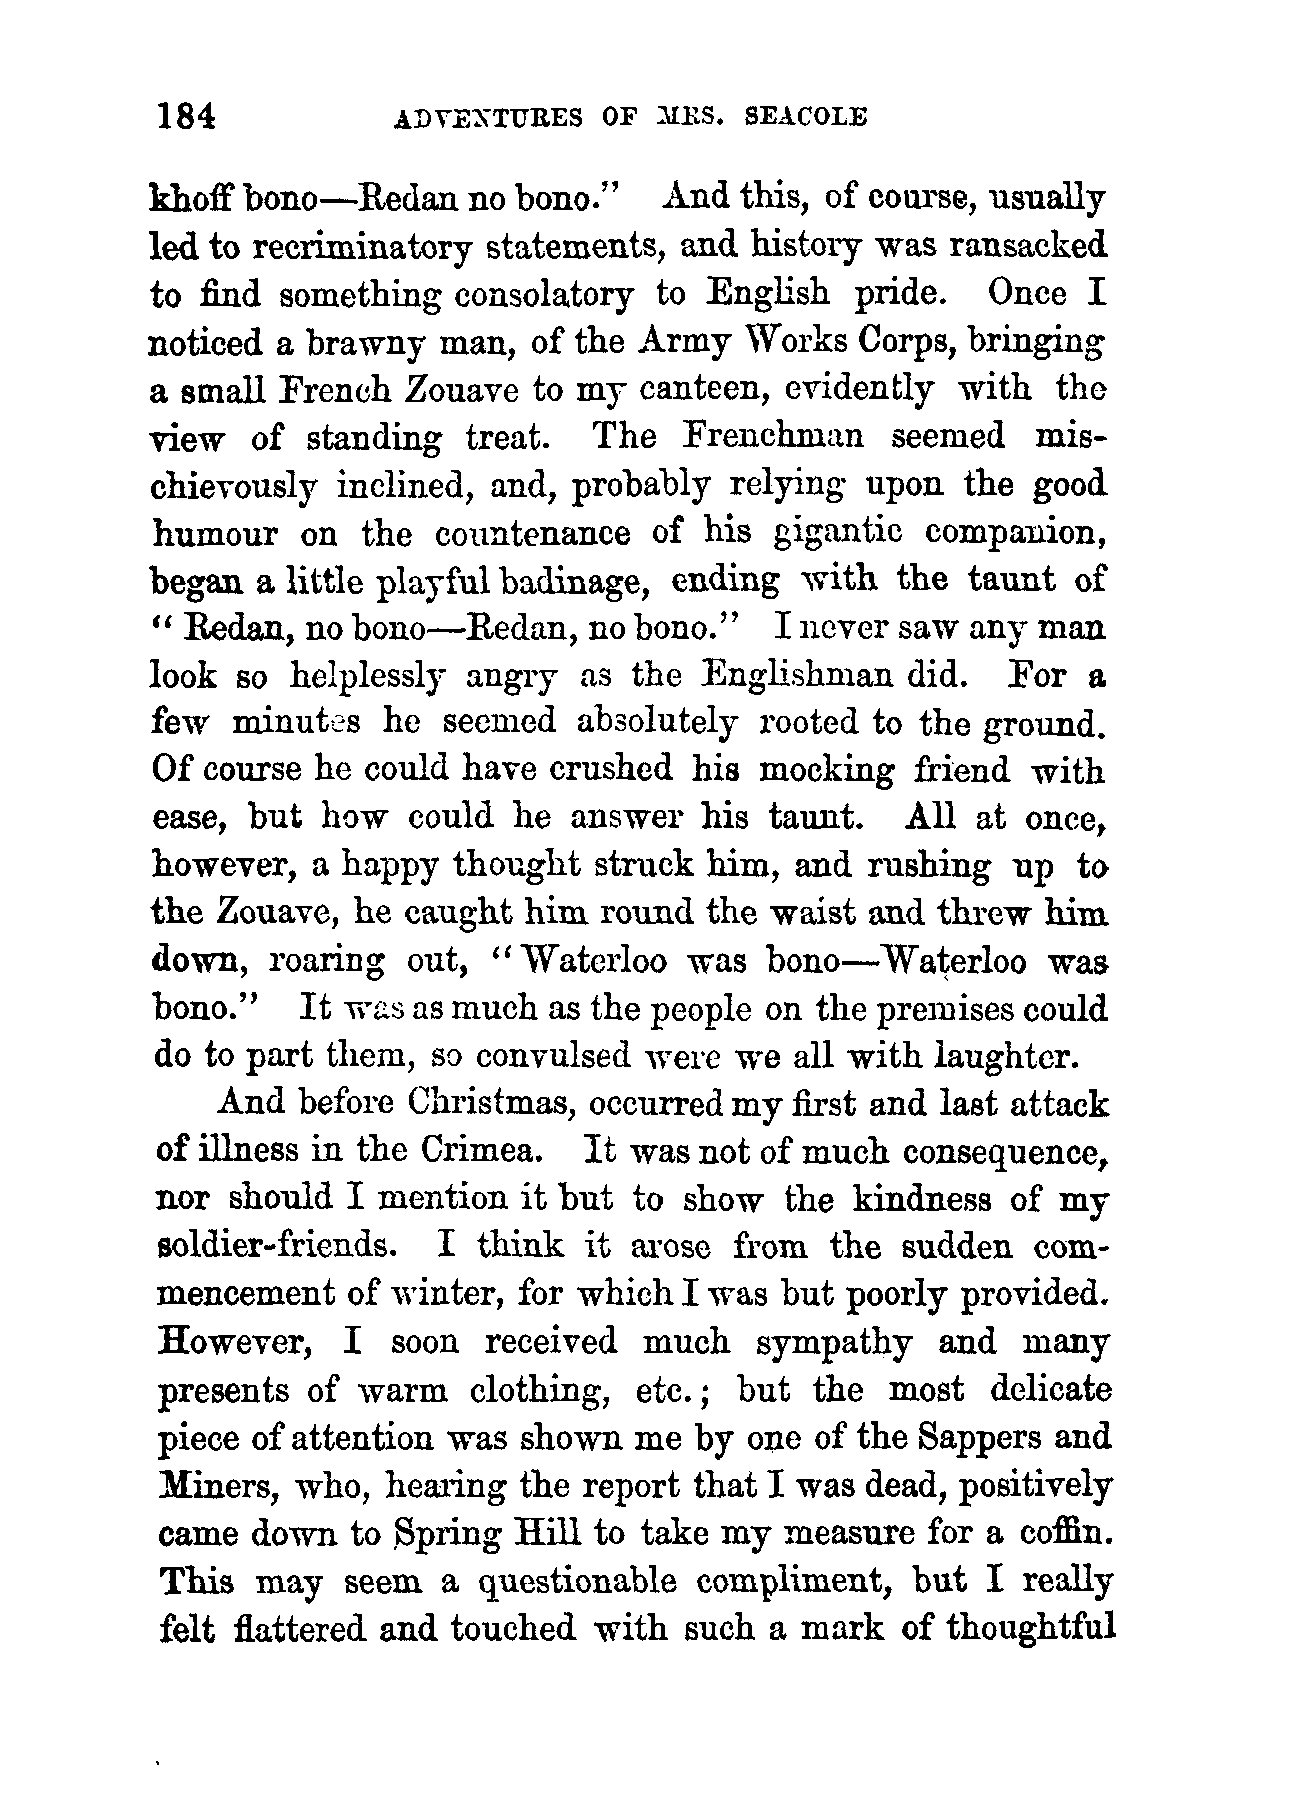 184 ADVENTURES OF MRS. SEACOLE
khoff bono—Redan no bono.” And this, of course, usually
led to recriminatory statements, and history was ransacked
to find something consolatory to English pride. Once I
noticed a brawny man, of the Army Works Corps, bringing
a small French Zouave to my canteen, evidently with the
view of standing treat. The Frenchman seemed mis-
chievously inclined, and, probably relying upon the good
humour on the countenance of his gigantic companion,
began a little playful badinage, ending with the taunt of
“ Redan, no bono—Redan, no bono.” I never saw any man
look so helplessly angry as the Englishman did. For a
few minutes he seemed absolutely rooted to the ground.
Of course he could have crushed his mocking friend with
ease, but how could he answer his taunt. All at once,
however, a happy thought struck him, and rushing up to
the Zouave, he caught him round the waist and threw him
down, roaring out, “ Waterloo was bono—Waterloo was
bono.” It was as much as the people on the premises could
do to part them, so convulsed were we all with laughter.
And before Christmas, occurred my first and last attack
of illness in the Crimea. It was not of much consequence,
nor should I mention it but to show the kindness of my
soldier-friends. I think it arose from the sudden com-
mencement of winter, for which I was but poorly provided.
However, I soon received much sympathy and many
presents of warm clothing, etc. ; but the most delicate
piece of attention was shown me by one of the Sappers and
Miners, who, hearing the report that I was dead, positively
came down to Spring Hill to take my measure for a coffin.
This may seem a questionable compliment, but I really
felt flattered and touched with such a mark of thoughtful